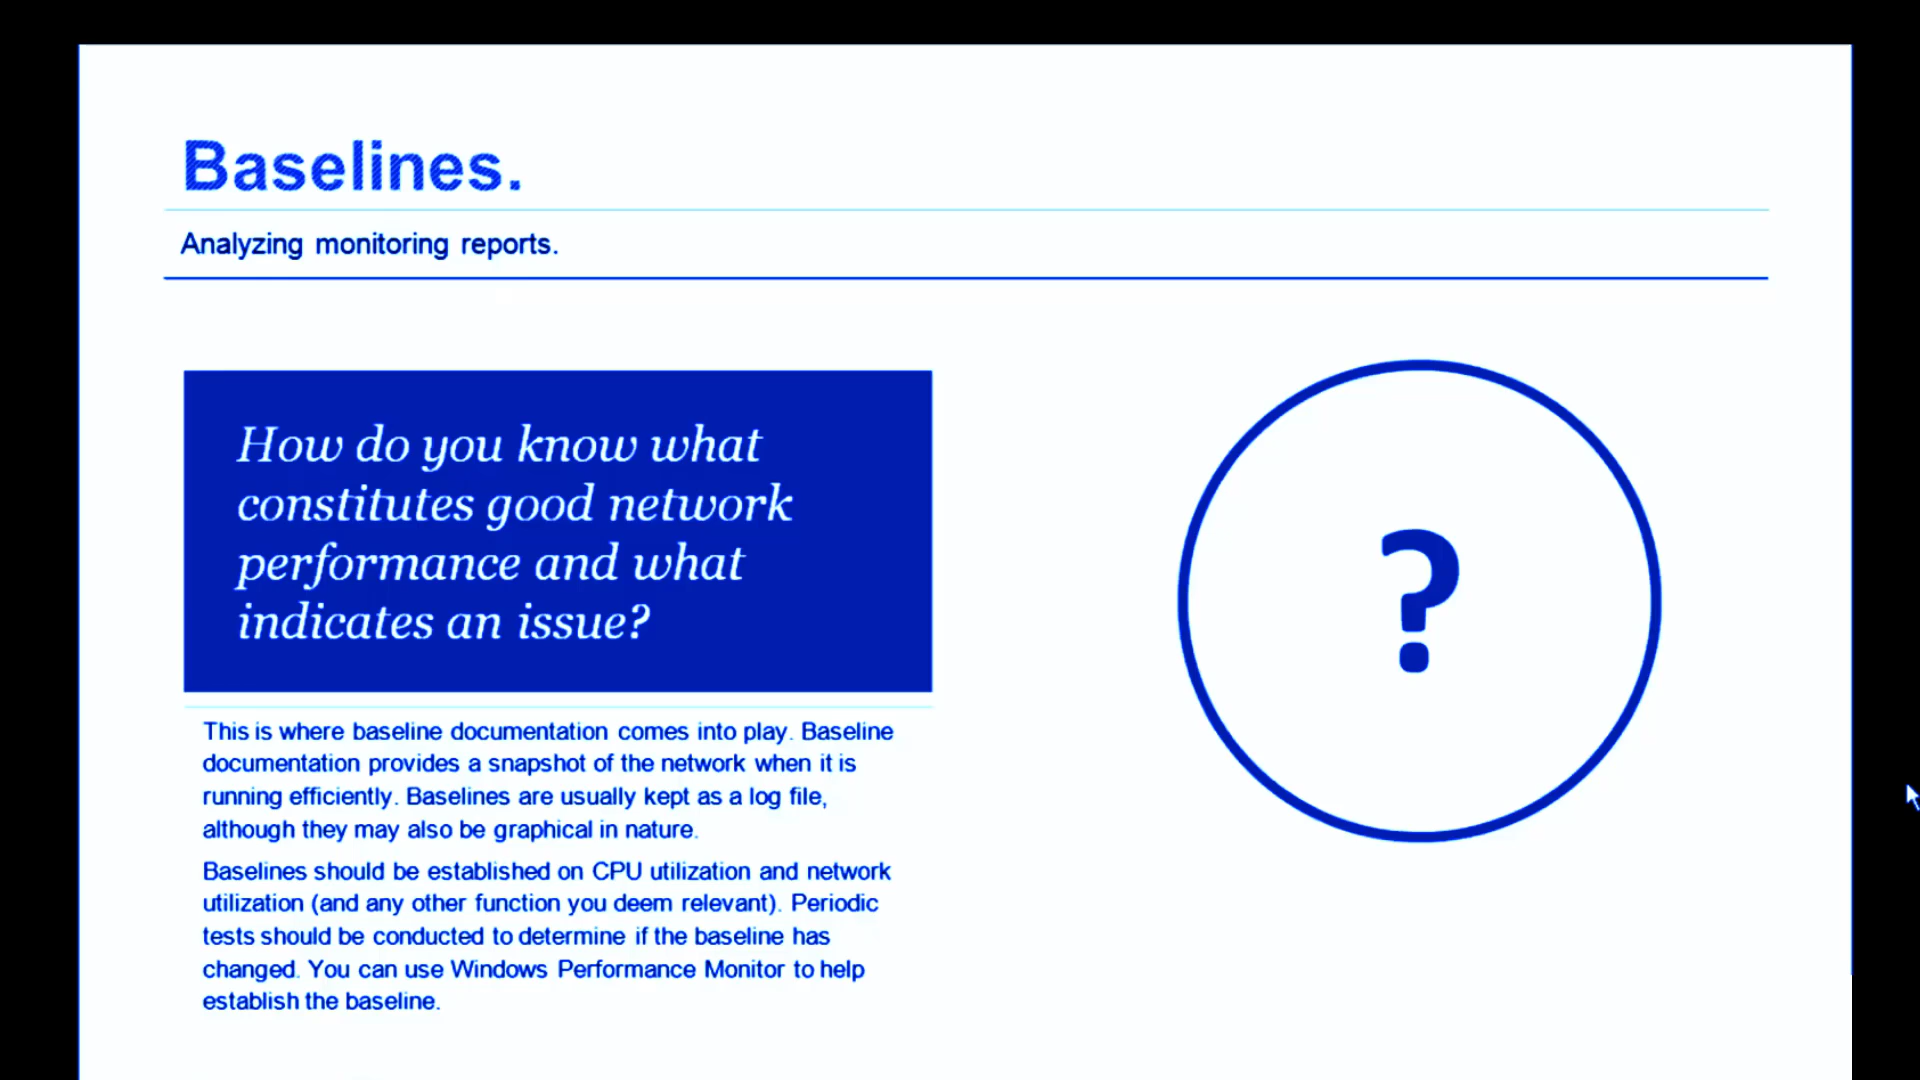 Baselines.
Analyzing monitoring reports.
How do you know what
constitutes good network
performance and what
indicates an issue?
?
This is where baseline documentation comes into play. Baseline
documentation provides a snapshot of the network when it is
running efficiently. Baselines are usually kept as a log file,
although they may also be graphical in nature.
Baselines should be established on CPU utilization and network
utilization (and any other function you deem relevant). Periodic
tests should be conducted to determine if the baseline has
changed. You can use Windows Performance Monitor to help
establish the baseline.